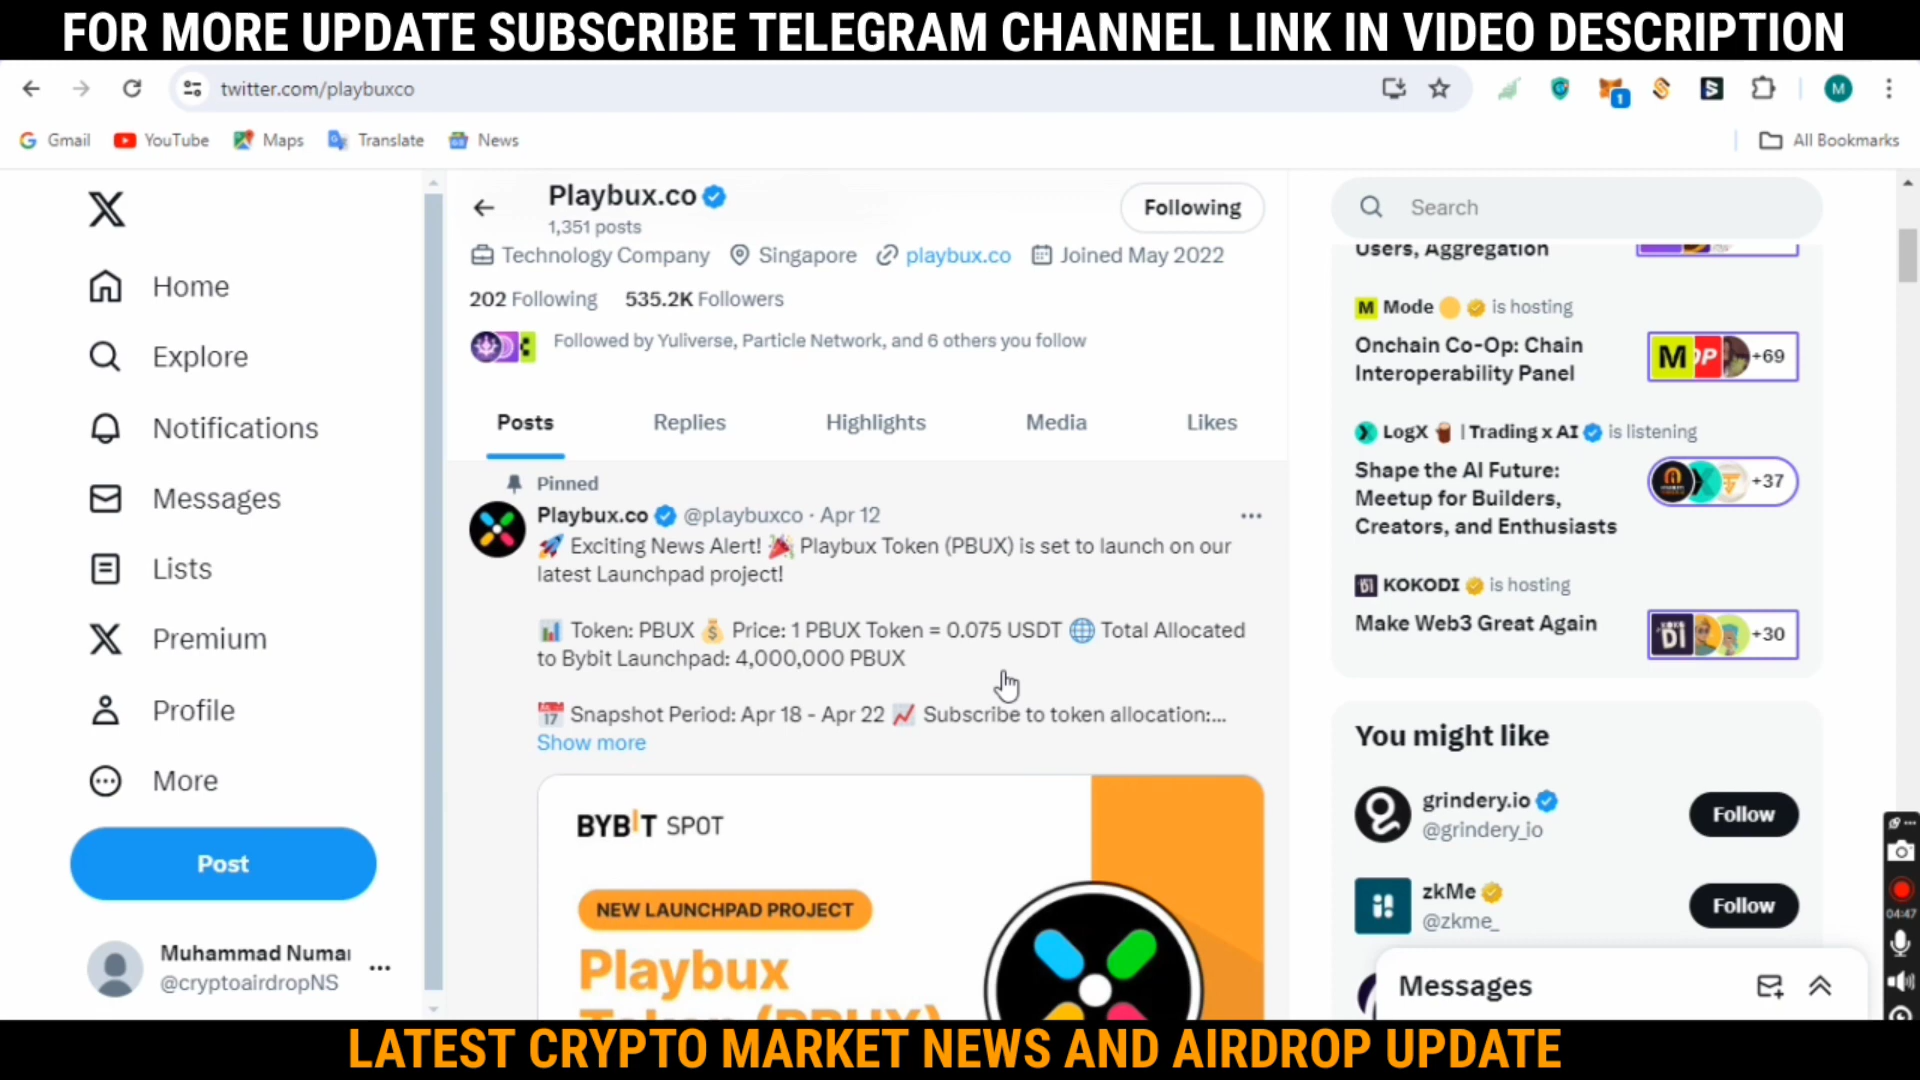 FOR MORE UPDATE SUBSCRIBE TELEGRAM CHANNEL LINK IN VIDEO DESCRIPTION
twitter.com/playbuxco
1
M
Gmail
YouTube
Maps
Translate
News
All Bookmarks
Home
Explore
Notifications
Messages
Lists
Premium
Profile
More
Post
Muhammad Numa
@cryptoairdropNS
Playbux.co
1,351 posts
Following
Technology Company
Singapore
playbux.co
Joined May 2022
202 Following
535.2K Followers
Followed by Yuliverse, Particle Network, and 6 others you follow
Posts
Replies
Highlights
Media
Likes
Pinned
Playbux.co @playbuxco · Apr 12
🚀 Exciting News Alert! 🎉 Playbux Token (PBUX) is set to launch on our
latest Launchpad project!
📊 Token: PBUX 💰 Price: 1 PBUX Token = 0.075 USDT 🌐 Total Allocated
to Bybit Launchpad: 4,000,000 PBUX
📅 Snapshot Period: Apr 18 - Apr 22 📈 Subscribe to token allocation:...
Show more
BYBIT SPOT
NEW LAUNCHPAD PROJECT
Playbux
Token (PBUX)
Search
Users, Aggregation
M Mode is hosting
Onchain Co-Op: Chain
Interoperability Panel
M OP +69
LogX | Trading x AI is listening
Shape the AI Future:
Meetup for Builders,
Creators, and Enthusiasts
+37
KOKODI is hosting
Make Web3 Great Again
+30
You might like
grindery.io
@grindery_io
Follow
zkMe
@zkme_
Follow
Messages
04:47
LATEST CRYPTO MARKET NEWS AND AIRDROP UPDATE